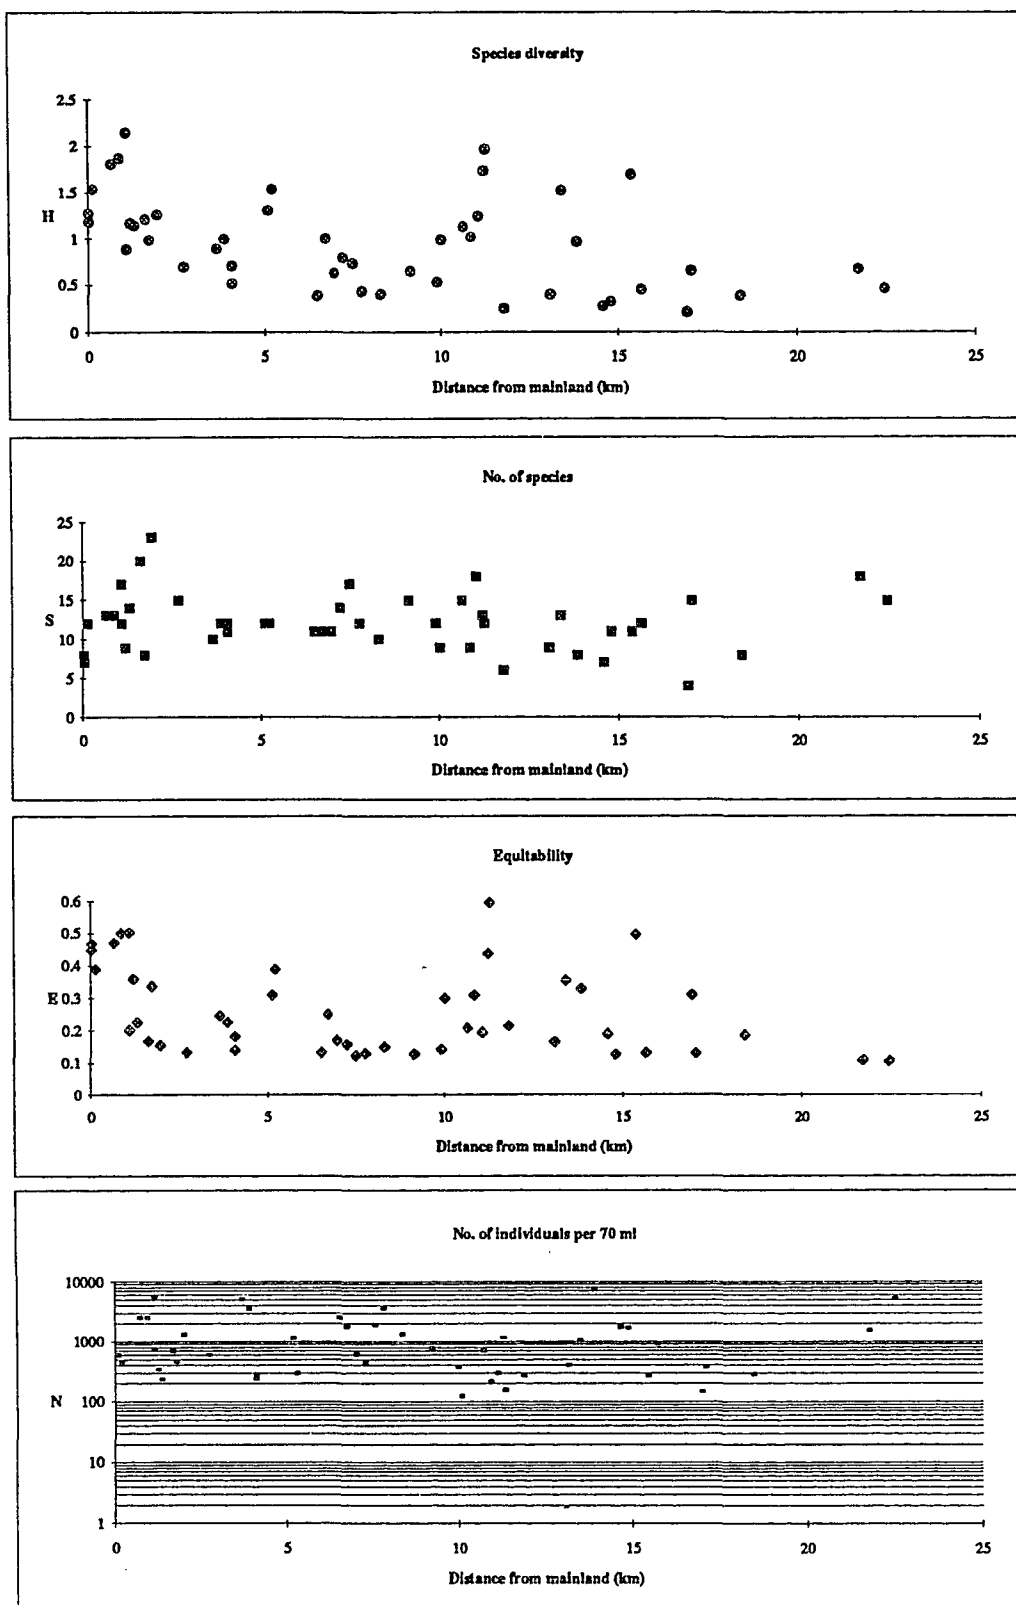 Species diversity
2.5
2
1.5
H
1
0.5
0
0 5 10 15 20 25
Distance from mainland (km)
No. of species
25
20
15
S
10
5
0
0 5 10 15 20 25
Distance from mainland (km)
Equitability
0.6
0.5
0.4
E 0.3
0.2
0.1
0
0 5 10 15 20 25
Distance from mainland (km)
No. of individuals per 70 ml
10000
1000
N 100
10
1
0 5 10 15 20 25
Distance from mainland (km)